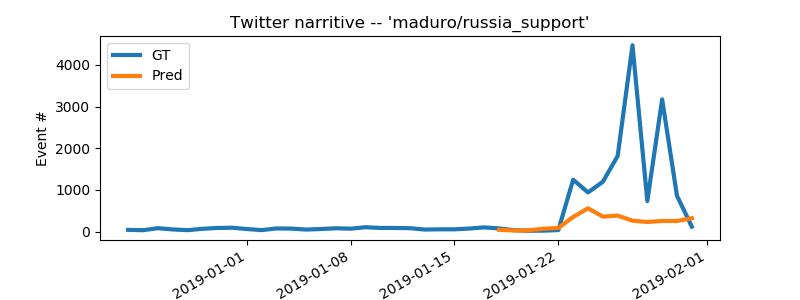 Twitter narritive -- 'maduro/russia_support'
GT
Pred
Event #
4000
3000
2000
1000
0
2019-01-01
2019-01-08
2019-01-15
2019-01-22
2019-02-01